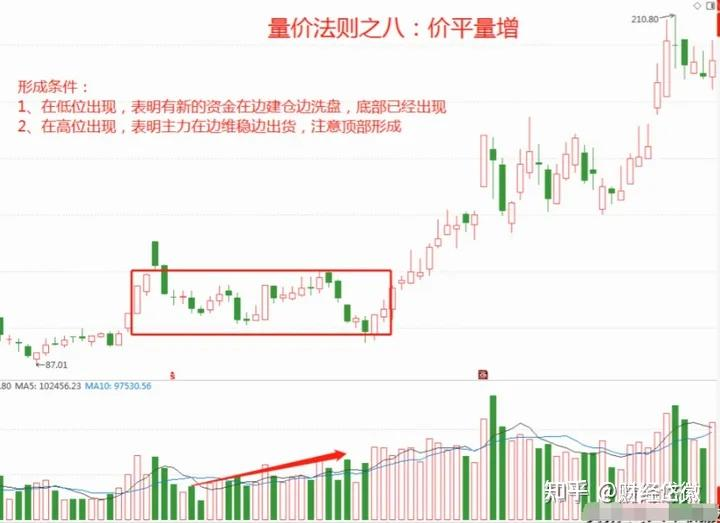 量价法则之八：价平量增
210.80
形成条件：
1、在低位出现，表明有新的资金在边建仓边洗盘，底部已经出现
2、在高位出现，表明主力在边维稳边出货，注意顶部形成
←87.01
.80 MA5: 102456.23 MA10: 97530.56
知乎 @财经岱微